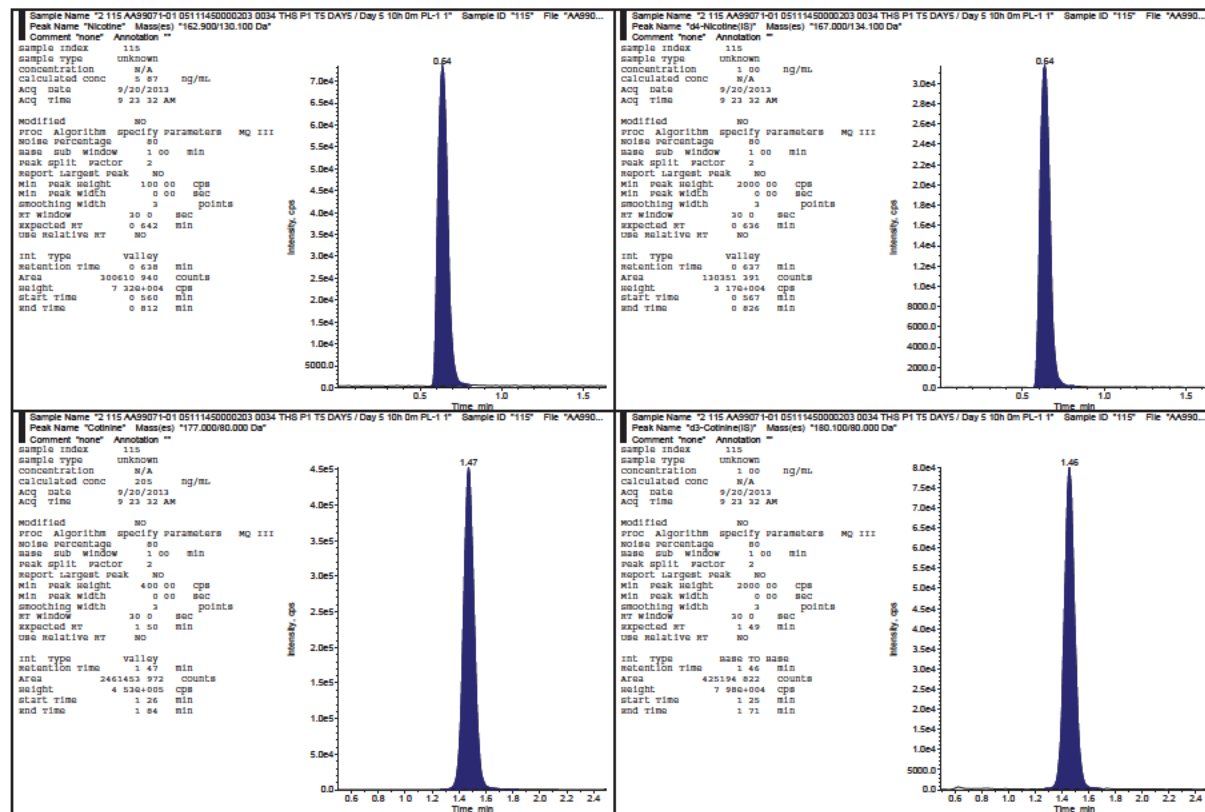 Sample Name "2 115 AA99071-01 05111450000203 0034 THS P1 T5 DAY5 / Day 5 10h 0m PL-1 1" Sample ID "115" File "AA990...
Peak Name "Nicotine" Mass(es) "162.900/130.100 Da"
Comment "none" Annotation ""
Sample Index 115
Sample Type Unknown
Concentration N/A
Calculated Conc 5 87 ng/mL
Acq Date 9/20/2013
Acq Time 9 23 32 AM
Modified NO
Proc Algorithm Specify Parameters MQ III
Noise Percentage 80
Base Sub Window 1 00 min
Peak Split Factor 2
Report Largest Peak NO
Min Peak Height 100 00 cps
Min Peak Width 0 00 sec
Smoothing Width 3 points
RT Window 30 0 sec
Expected RT 0 642 min
Use Relative RT NO
Int Type Valley
Retention Time 0 638 min
Area 300610 940 counts
Height 7 32e+004 cps
Start Time 0 560 min
End Time 0 812 min
0.64
7.0e4
6.5e4
6.0e4
5.5e4
5.0e4
4.5e4
4.0e4
3.5e4
3.0e4
2.5e4
2.0e4
1.5e4
1.0e4
5000.0
0.0
Intensity, cps
0.5 1.0 1.5
Time min
Sample Name "2 115 AA99071-01 05111450000203 0034 THS P1 T5 DAY5 / Day 5 10h 0m PL-1 1" Sample ID "115" File "AA990...
Peak Name "d4-Nicotine(IS)" Mass(es) "167.000/134.100 Da"
Comment "none" Annotation ""
Sample Index 115
Sample Type Unknown
Concentration 1 00 ng/mL
Calculated Conc N/A
Acq Date 9/20/2013
Acq Time 9 23 32 AM
Modified NO
Proc Algorithm Specify Parameters MQ III
Noise Percentage 80
Base Sub Window 1 00 min
Peak Split Factor 2
Report Largest Peak NO
Min Peak Height 2000 00 cps
Min Peak Width 0 00 sec
Smoothing Width 3 points
RT Window 30 0 sec
Expected RT 0 636 min
Use Relative RT NO
Int Type Valley
Retention Time 0 637 min
Area 130351 391 counts
Height 3 17e+004 cps
Start Time 0 567 min
End Time 0 826 min
0.64
3.0e4
2.8e4
2.6e4
2.4e4
2.2e4
2.0e4
1.8e4
1.6e4
1.4e4
1.2e4
1.0e4
8000.0
6000.0
4000.0
2000.0
0.0
Intensity, cps
0.5 1.0 1.5
Time min
Sample Name "2 115 AA99071-01 05111450000203 0034 THS P1 T5 DAY5 / Day 5 10h 0m PL-1 1" Sample ID "115" File "AA990...
Peak Name "Cotinine" Mass(es) "177.000/80.000 Da"
Comment "none" Annotation ""
Sample Index 115
Sample Type Unknown
Concentration N/A
Calculated Conc 205 ng/mL
Acq Date 9/20/2013
Acq Time 9 23 32 AM
Modified NO
Proc Algorithm Specify Parameters MQ III
Noise Percentage 80
Base Sub Window 1 00 min
Peak Split Factor 2
Report Largest Peak NO
Min Peak Height 400 00 cps
Min Peak Width 0 00 sec
Smoothing Width 3 points
RT Window 30 0 sec
Expected RT 1 50 min
Use Relative RT NO
Int Type Valley
Retention Time 1 47 min
Area 2461453 972 counts
Height 4 53e+005 cps
Start Time 1 26 min
End Time 1 84 min
1.47
4.5e5
4.0e5
3.5e5
3.0e5
2.5e5
2.0e5
1.5e5
1.0e5
5.0e4
0.0
Intensity, cps
0.6 0.8 1.0 1.2 1.4 1.6 1.8 2.0 2.2 2.4
Time min
Sample Name "2 115 AA99071-01 05111450000203 0034 THS P1 T5 DAY5 / Day 5 10h 0m PL-1 1" Sample ID "115" File "AA990...
Peak Name "d3-Cotinine(IS)" Mass(es) "180.100/80.000 Da"
Comment "none" Annotation ""
Sample Index 115
Sample Type Unknown
Concentration 1 00 ng/mL
Calculated Conc N/A
Acq Date 9/20/2013
Acq Time 9 23 32 AM
Modified NO
Proc Algorithm Specify Parameters MQ III
Noise Percentage 80
Base Sub Window 1 00 min
Peak Split Factor 2
Report Largest Peak NO
Min Peak Height 2000 00 cps
Min Peak Width 0 00 sec
Smoothing Width 3 points
RT Window 30 0 sec
Expected RT 1 49 min
Use Relative RT NO
Int Type Base To Base
Retention Time 1 46 min
Area 425194 822 counts
Height 7 98e+004 cps
Start Time 1 25 min
End Time 1 71 min
1.46
8.0e4
7.5e4
7.0e4
6.5e4
6.0e4
5.5e4
5.0e4
4.5e4
4.0e4
3.5e4
3.0e4
2.5e4
2.0e4
1.5e4
1.0e4
5000.0
0.0
Intensity, cps
0.6 0.8 1.0 1.2 1.4 1.6 1.8 2.0 2.2 2.4
Time min